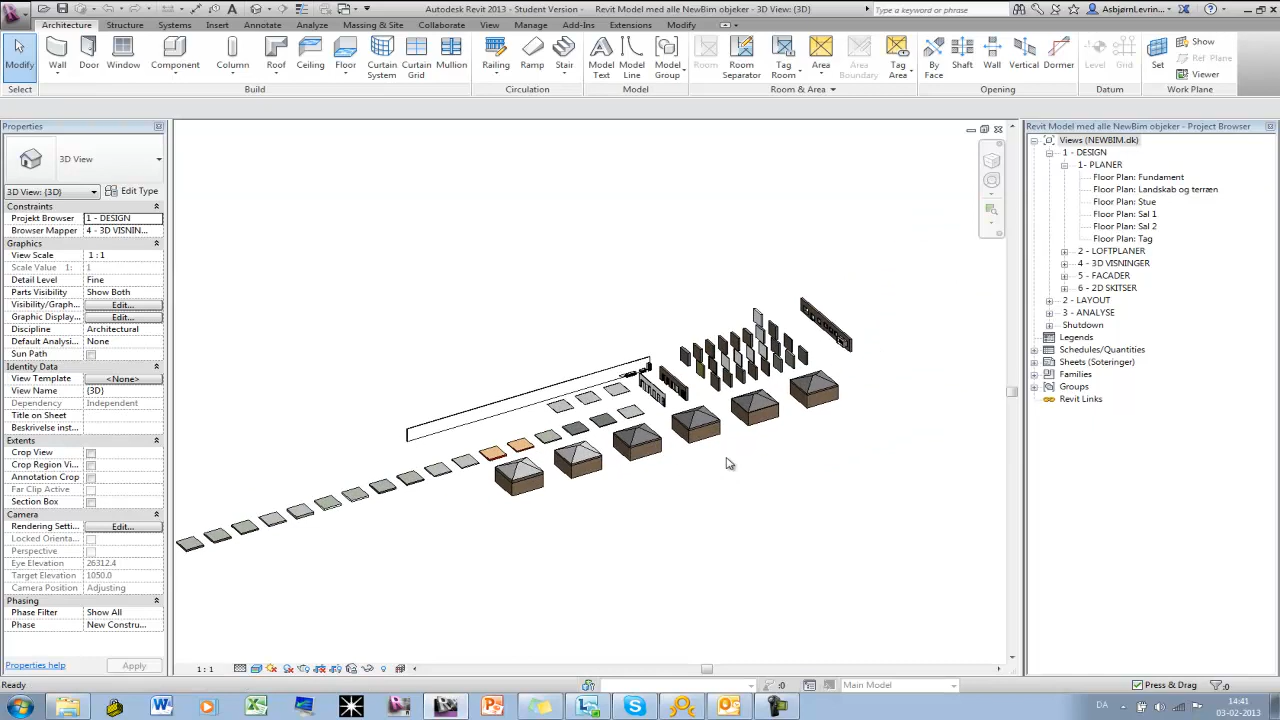 Autodesk Revit 2013 - Student Version - Revit Model med alle NewBim objeker - 3D View: {3D}
Type a keyword or phrase
AsbjørnLevrin...
Architecture Structure Systems Insert Annotate Analyze Massing & Site Collaborate View Manage Add-Ins Extensions Modify
Modify Wall Door Window Component Column Roof Ceiling Floor Curtain System Curtain Grid Mullion Railing Ramp Stair Model Text Model Line Model Group Room Room Separator Tag Room Area Area Boundary Tag Area By Face Shaft Wall Vertical Dormer Level Grid Set Show Ref Plane Viewer
Select Build Circulation Model Room & Area Opening Datum Work Plane
Properties
3D View
3D View: {3D} Edit Type
Constraints
Projekt Browser 1 - DESIGN
Browser Mapper 4 - 3D VISNIN...
Graphics
View Scale 1 : 1
Scale Value 1: 1
Detail Level Fine
Parts Visibility Show Both
Visibility/Graph... Edit...
Graphic Display... Edit...
Discipline Architectural
Default Analysi... None
Sun Path
Identity Data
View Template <None>
View Name {3D}
Dependency Independent
Title on Sheet
Beskrivelse inst...
Extents
Crop View
Crop Region Vi...
Annotation Crop
Far Clip Active
Section Box
Camera
Rendering Setti... Edit...
Locked Orienta...
Perspective
Eye Elevation 26312.4
Target Elevation 1050.0
Camera Position Adjusting
Phasing
Phase Filter Show All
Phase New Constru...
Properties help Apply
1 : 1
Revit Model med alle NewBim objeker - Project Browser
Views (NEWBIM.dk)
1 - DESIGN
1- PLANER
Floor Plan: Fundament
Floor Plan: Landskab og terræn
Floor Plan: Stue
Floor Plan: Sal 1
Floor Plan: Sal 2
Floor Plan: Tag
2 - LOFTPLANER
4 - 3D VISNINGER
5 - FACADER
6 - 2D SKITSER
2 - LAYOUT
3 - ANALYSE
Shutdown
Legends
Schedules/Quantities
Sheets (Soteringer)
Families
Groups
Revit Links
Ready
:0
Main Model
Press & Drag
:0
DA
14:41
03-02-2013